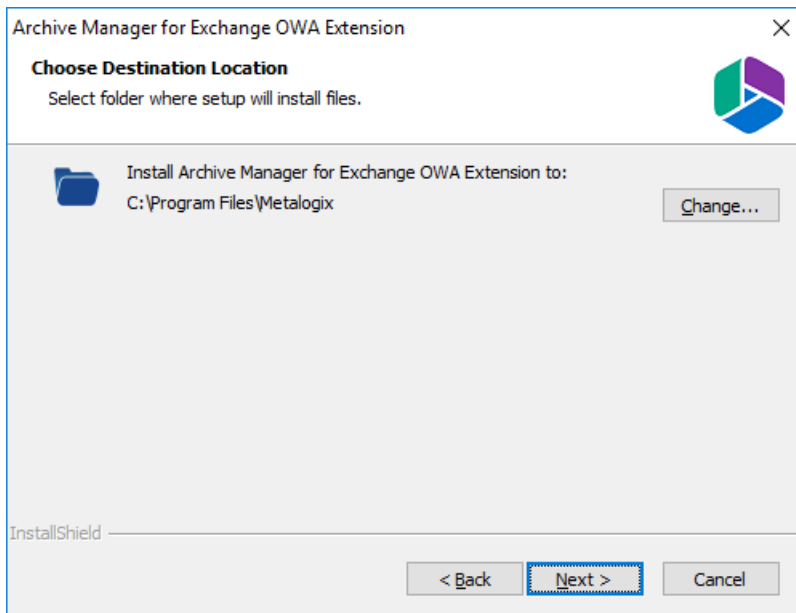 Archive Manager for Exchange OWA Extension
Choose Destination Location
Select folder where setup will install files.
Install Archive Manager for Exchange OWA Extension to:
C:\Program Files\Metalogix
Change...
InstallShield
< Back
Next >
Cancel